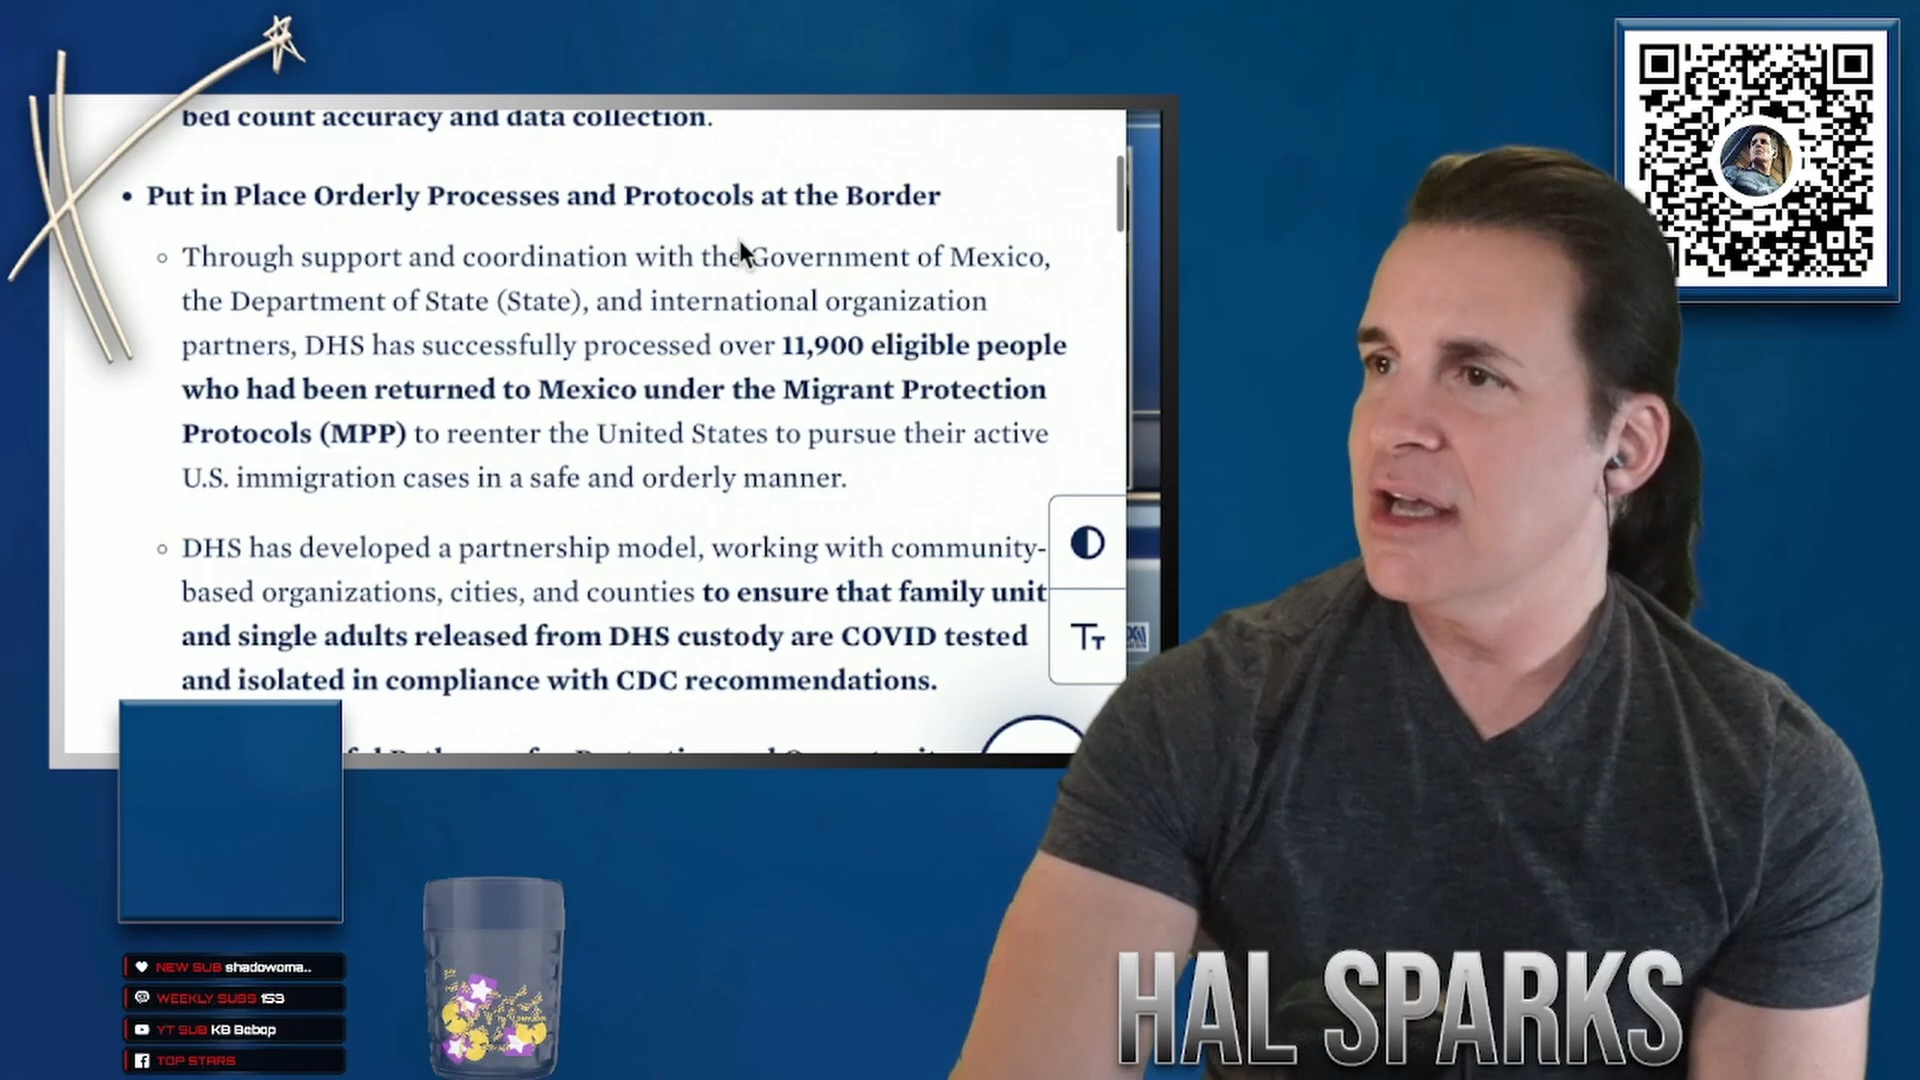 bed count accuracy and data collection.
• Put in Place Orderly Processes and Protocols at the Border
Through support and coordination with the Government of Mexico,
the Department of State (State), and international organization
partners, DHS has successfully processed over 11,900 eligible people
who had been returned to Mexico under the Migrant Protection
Protocols (MPP) to reenter the United States to pursue their active
U.S. immigration cases in a safe and orderly manner.
DHS has developed a partnership model, working with community-
based organizations, cities, and counties to ensure that family unit
and single adults released from DHS custody are COVID tested
and isolated in compliance with CDC recommendations.
TT
NEW SUB shadowoma..
WEEKLY SUBS 153
YT SUB KB Bebop
TOP STARS
HAL SPARKS